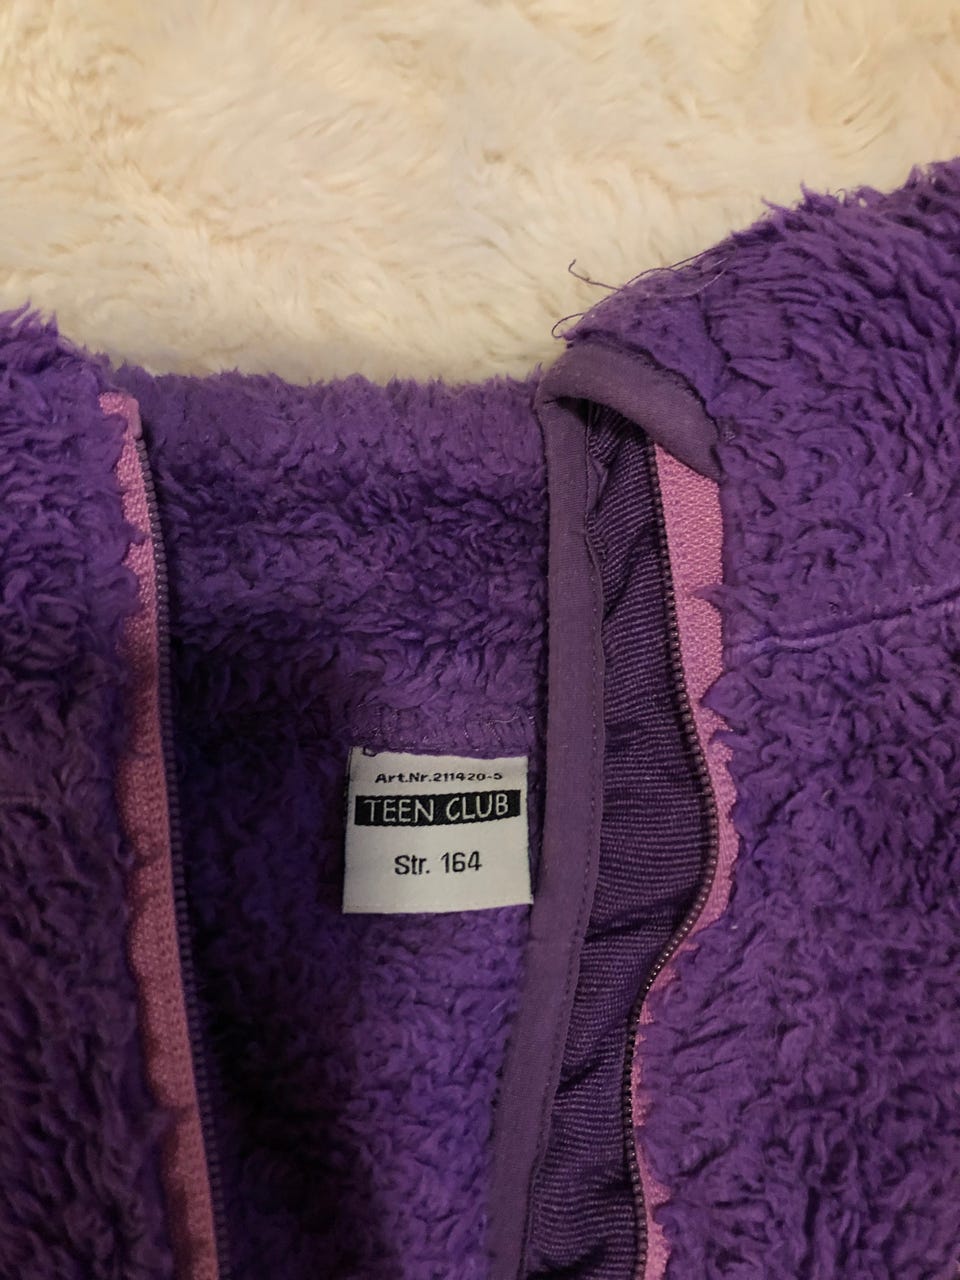 Art.Nr.211420-5
TEEN CLUB
Str. 164